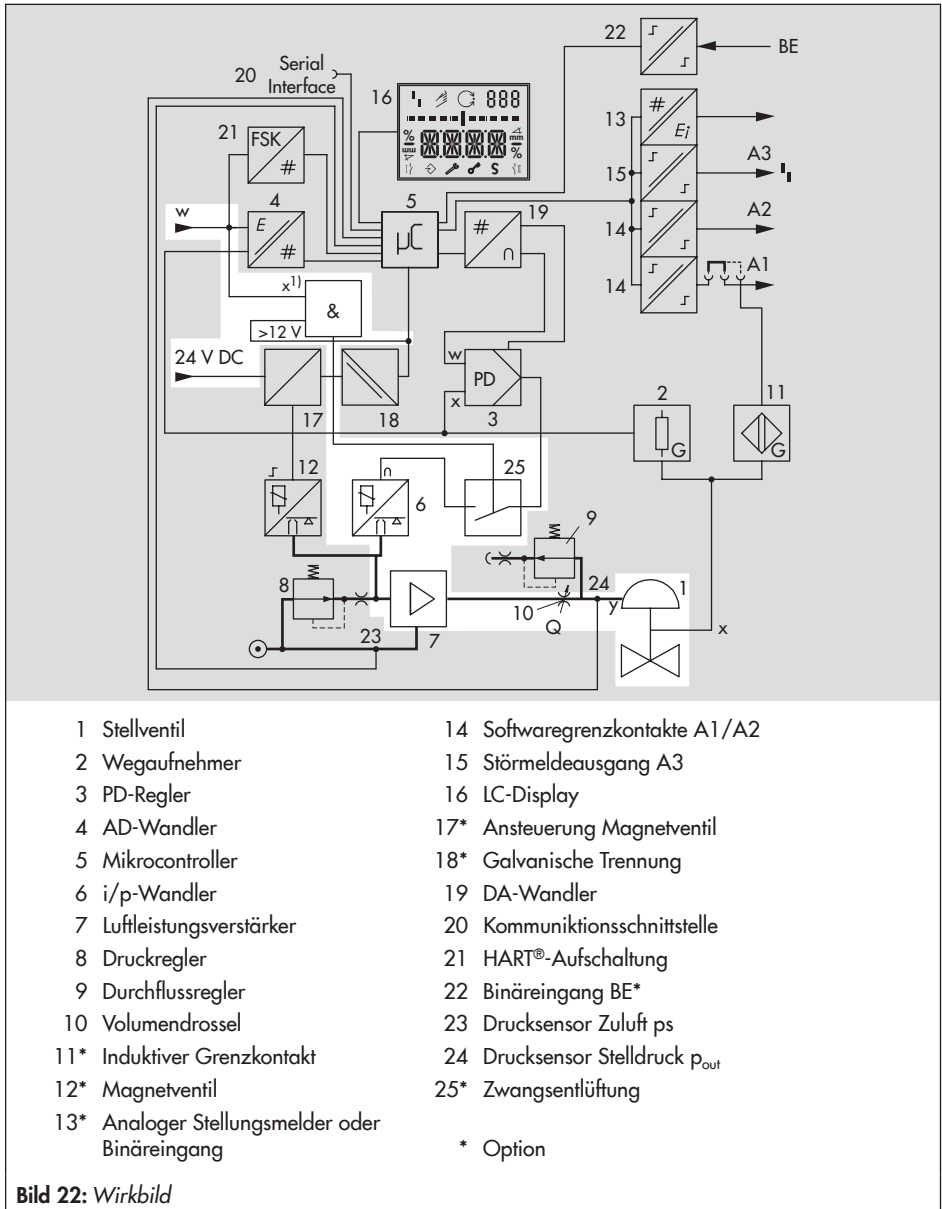 22
BE
20
Serial
Interface
16
888
%
mm
mm
%
S
13
#
Ei
21
FSK
#
15
A3
w
4
E
#
5
µC
19
#
∩
14
A2
x¹⁾
&
14
A1
>12 V
24 V DC
w
PD
x
3
2
G
11
G
17
18
12
∩
6
25
9
8
10
Q
24
1
y
x
23
7
1 Stellventil
2 Wegaufnehmer
3 PD-Regler
4 AD-Wandler
5 Mikrocontroller
6 i/p-Wandler
7 Luftleistungsverstärker
8 Druckregler
9 Durchflussregler
10 Volumendrossel
11* Induktiver Grenzkontakt
12* Magnetventil
13* Analoger Stellungsmelder oder
Binäreingang
14 Softwaregrenzkontakte A1/A2
15 Störmeldeausgang A3
16 LC-Display
17* Ansteuerung Magnetventil
18* Galvanische Trennung
19 DA-Wandler
20 Kommuniktionsschnittstelle
21 HART®-Aufschaltung
22 Binäreingang BE*
23 Drucksensor Zuluft ps
24 Drucksensor Stelldruck pout
25* Zwangsentlüftung
* Option
Bild 22: Wirkbild